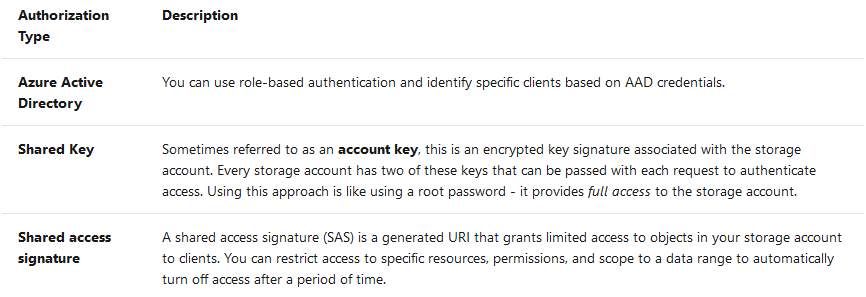 Authorization Description
Type
Azure Active You can use role-based authentication and identify specific clients based on AAD credentials.
Directory
Shared Key Sometimes referred to as an account key, this is an encrypted key signature associated with the storage
account. Every storage account has two of these keys that can be passed with each request to authenticate
access. Using this approach is like using a root password - it provides full access to the storage account.
Shared access A shared access signature (SAS) is a generated URI that grants limited access to objects in your storage account
signature to clients. You can restrict access to specific resources, permissions, and scope to a data range to automatically
turn off access after a period of time.